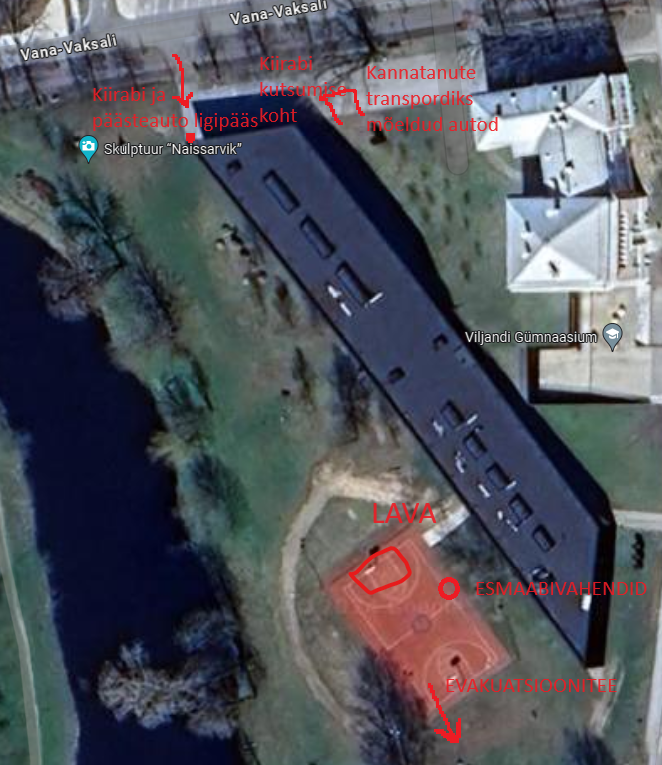 Vana-Vaksali
Vana-Vaksali
Kiirabi
kutsumise
koht
Kannatanute
transpordiks
mõeldud autod
Kiirabi ja
päästeauto ligipääs
Skulptuur “Naissarvik”
Viljandi Gümnaasium
LAVA
ESMAABIVAHENDID
EVAKUATSIOONITEE